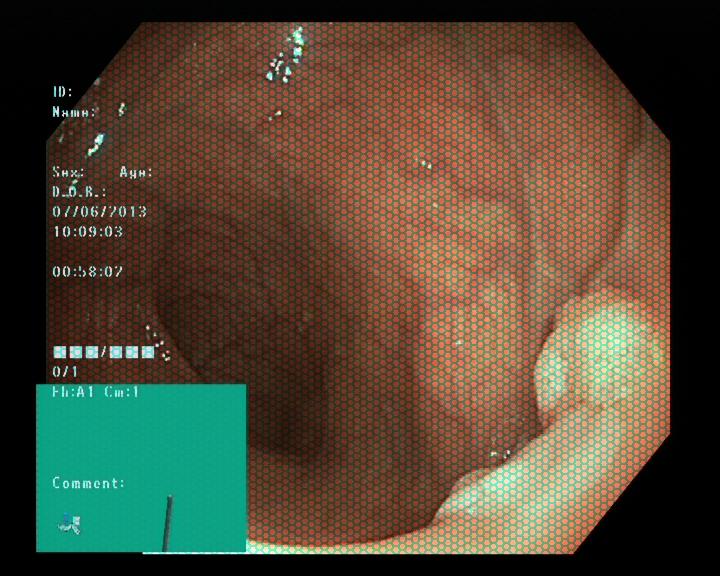 ID:
Name:
Sex: Age:
D.O.B.:
07/06/2013
10:09:03
00:58:07
■■■/■■■
0/1
Eh:A1 Cm:1
Comment: